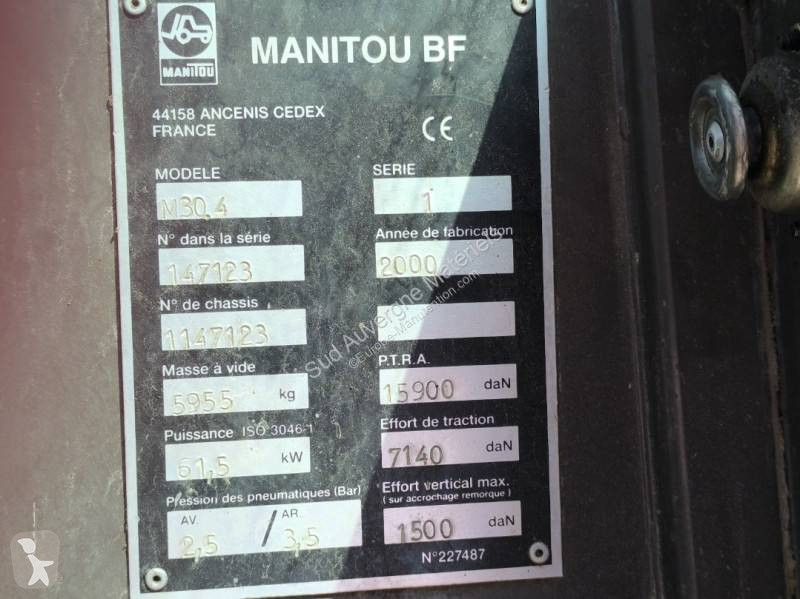 MANITOU
MANITOU BF
44158 ANCENIS CEDEX
FRANCE
CE
MODELE
M30.4
SERIE
1
N° dans la série
147123
Année de fabrication
2000
N° de chassis
1147123
Masse à vide
5955 kg
P.T.R.A.
15900 daN
Puissance ISO 3046-1
61,5 kW
Effort de traction
7140 daN
Pression des pneumatiques (Bar)
AV. / AR.
2,5 3,5
Effort vertical max.
(sur accrochage remorque)
1500 daN
N°227487
Sud Auvergne Matériels
©Europe-Manutention.com